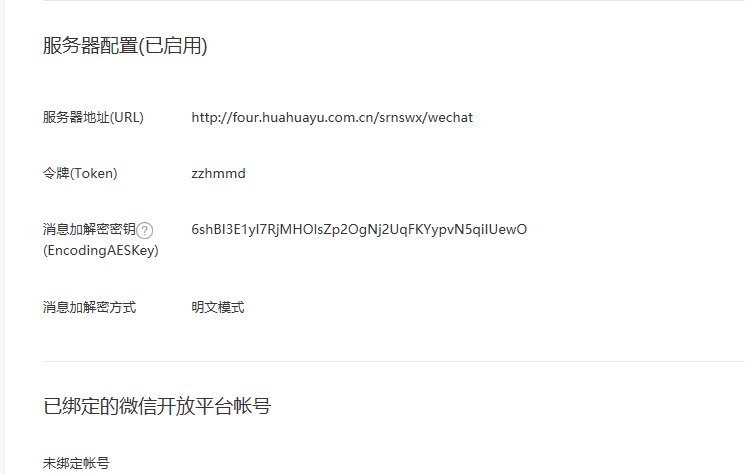 服务器配置(已启用)
服务器地址(URL) http://four.huahuayu.com.cn/srnswx/wechat
令牌(Token) zzhmmd
消息加解密密钥? 6shBI3E1yI7RjMHOIsZp2OgNj2UqFKYypvN5qiIUewO
(EncodingAESKey)
消息加解密方式 明文模式
已绑定的微信开放平台帐号
未绑定帐号